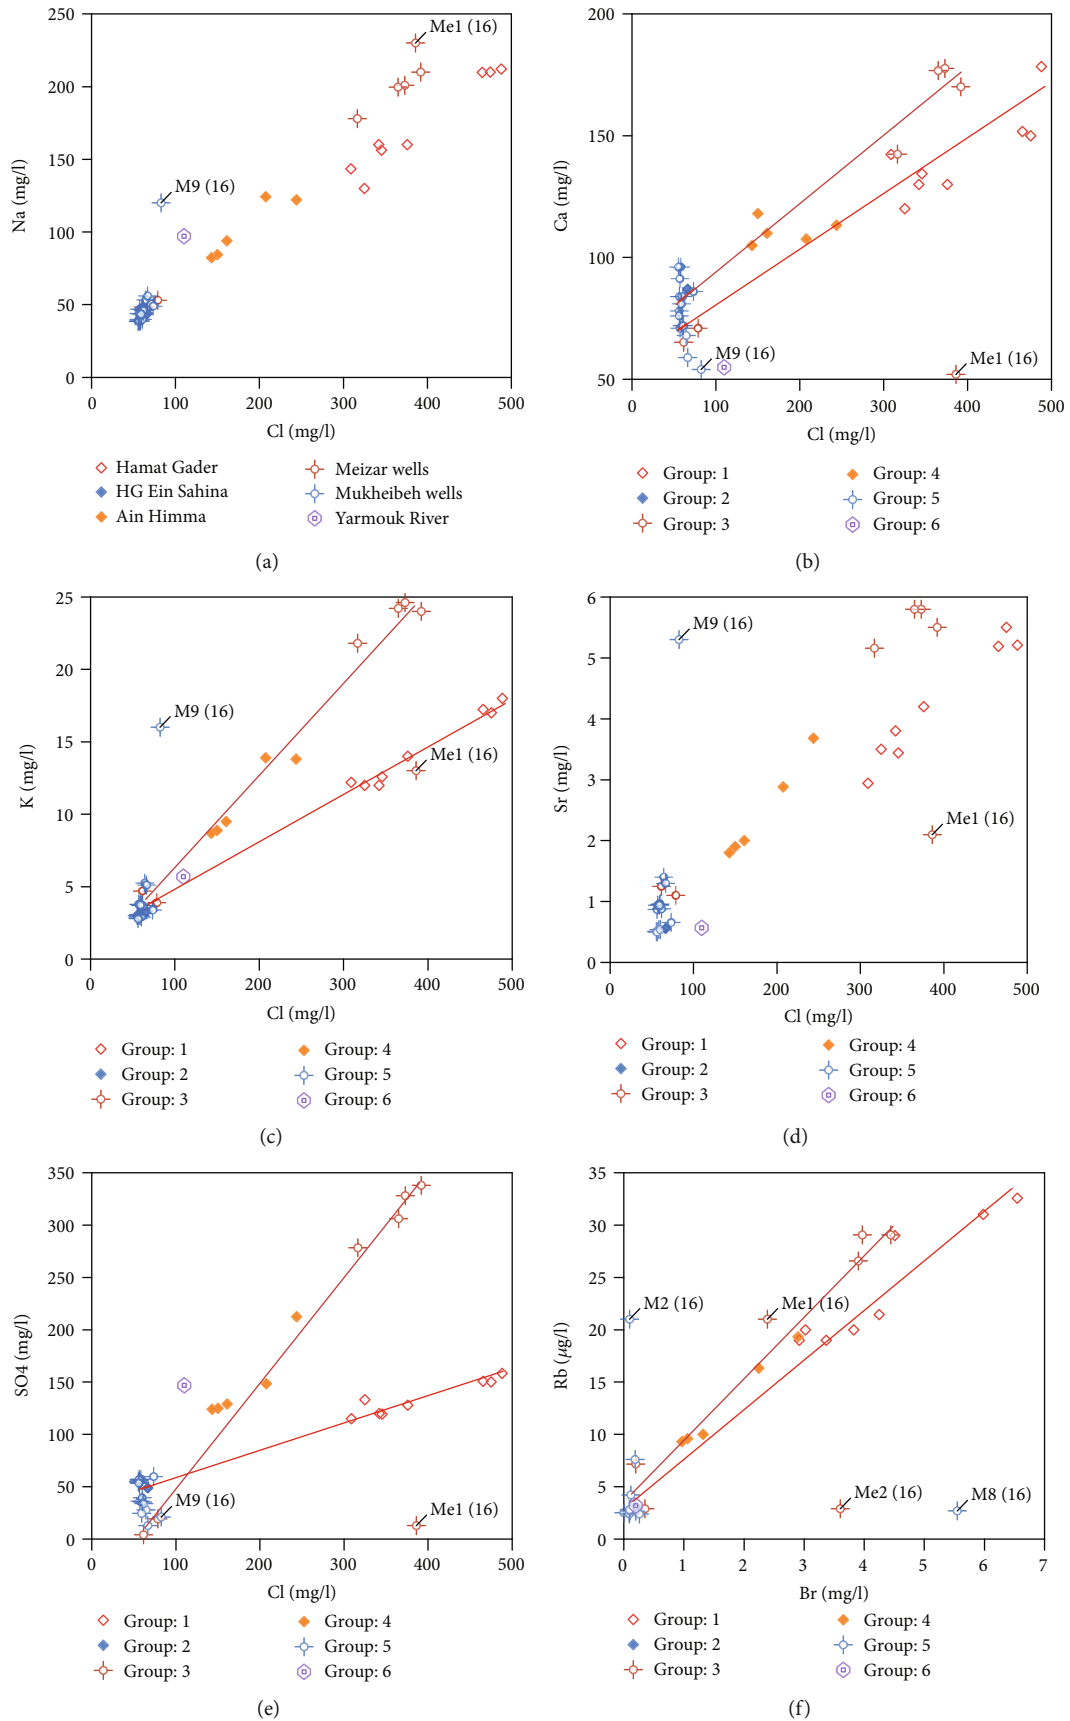 250
200
150
100
50
0
Na (mg/l)
Me1 (16)
M9 (16)
0 100 200 300 400 500
Cl (mg/l)
Hamat Gader
HG Ein Sahina
Ain Himma
Meizar wells
Mukheibeh wells
Yarmouk River
(a)
200
150
100
50
Ca (mg/l)
M9 (16)
Me1 (16)
0 100 200 300 400 500
Cl (mg/l)
Group: 1
Group: 2
Group: 3
Group: 4
Group: 5
Group: 6
(b)
25
20
15
10
5
0
K (mg/l)
M9 (16)
Me1 (16)
0 100 200 300 400 500
Cl (mg/l)
Group: 1
Group: 2
Group: 3
Group: 4
Group: 5
Group: 6
(c)
6
5
4
3
2
1
0
Sr (mg/l)
M9 (16)
Me1 (16)
0 100 200 300 400 500
Cl (mg/l)
Group: 1
Group: 2
Group: 3
Group: 4
Group: 5
Group: 6
(d)
350
300
250
200
150
100
50
0
SO4 (mg/l)
M9 (16)
Me1 (16)
0 100 200 300 400 500
Cl (mg/l)
Group: 1
Group: 2
Group: 3
Group: 4
Group: 5
Group: 6
(e)
35
30
25
20
15
10
5
0
Rb (μg/l)
M2 (16)
Me1 (16)
Me2 (16)
M8 (16)
0 1 2 3 4 5 6 7
Br (mg/l)
Group: 1
Group: 2
Group: 3
Group: 4
Group: 5
Group: 6
(f)